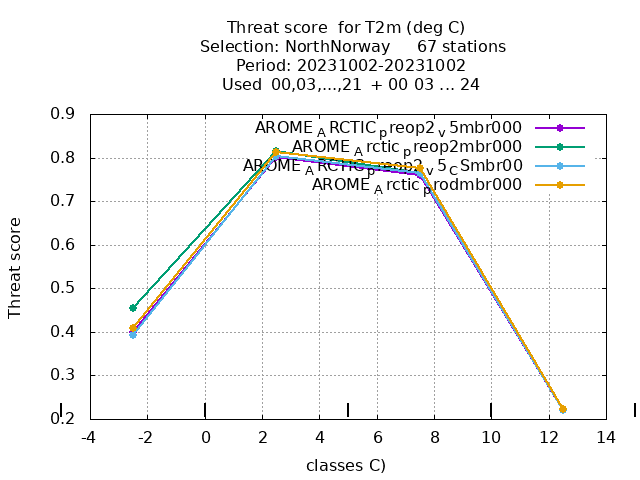 Threat score for T2m (deg C)
Selection: NorthNorway 67 stations
Period: 20231002-20231002
Used 00,03,...,21 + 00 03 ... 24
0.9
0.8
0.7
0.6
0.5
0.4
0.3
0.2
Threat score
AROME_ARCTIC_preop2_v5mbr000
AROME_Arctic_preop2mbr000
AROME_ARCTIC_preop2_v5_CSmbr00
AROME_Arctic_prodmbr000
-4 -2 0 2 4 6 8 10 12 14
classes C)